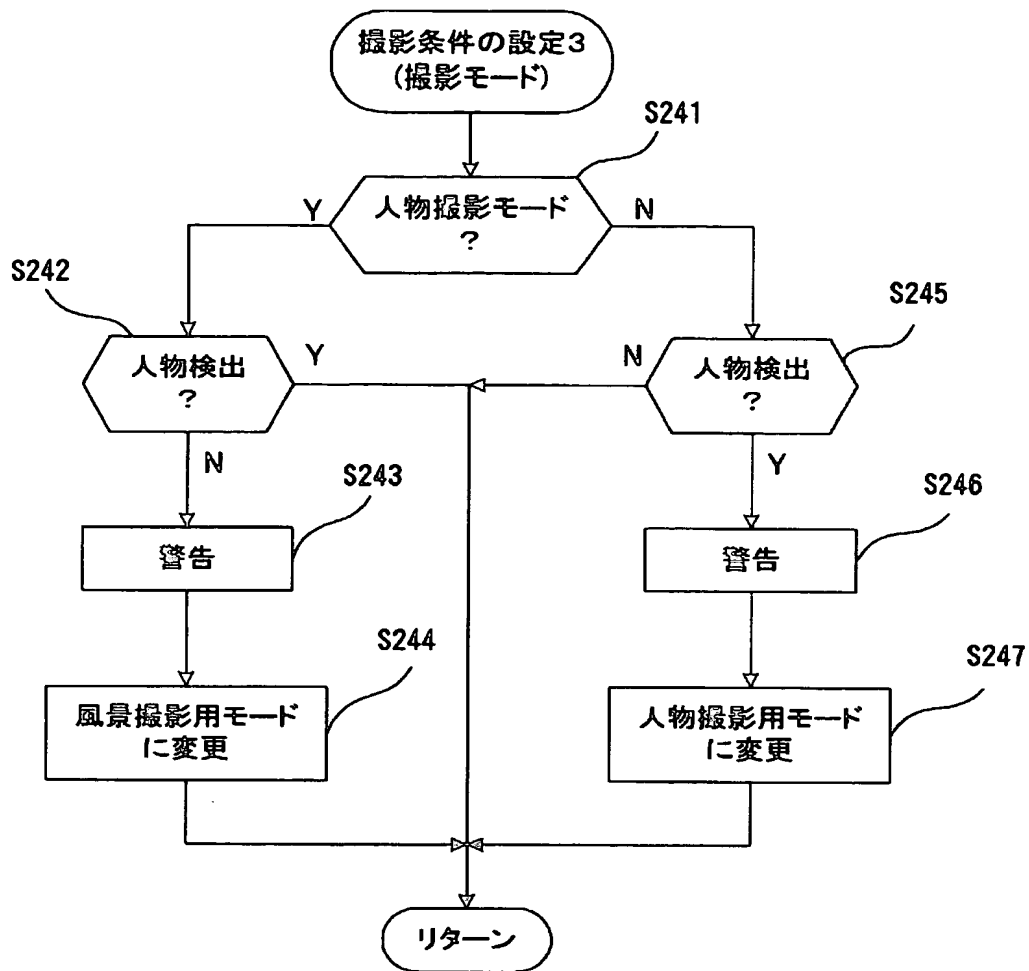 撮影条件の設定3
(撮影モード)
S241
人物撮影モード
?
Y
N
S242
S245
人物検出
?
Y
N
人物検出
?
N
Y
S243
S246
警告
警告
S244
S247
風景撮影用モード
に変更
人物撮影用モード
に変更
リターン